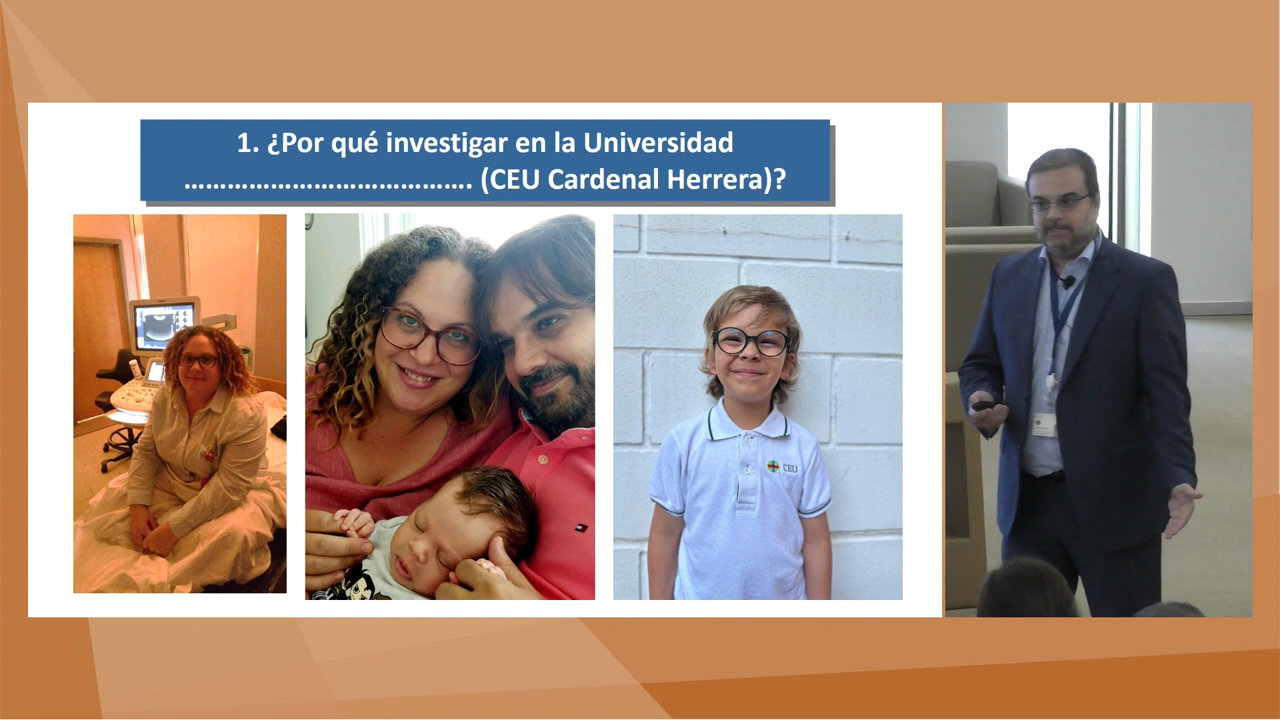 1. ¿Por qué investigar en la Universidad
…………………………………. (CEU Cardenal Herrera)?
CEU